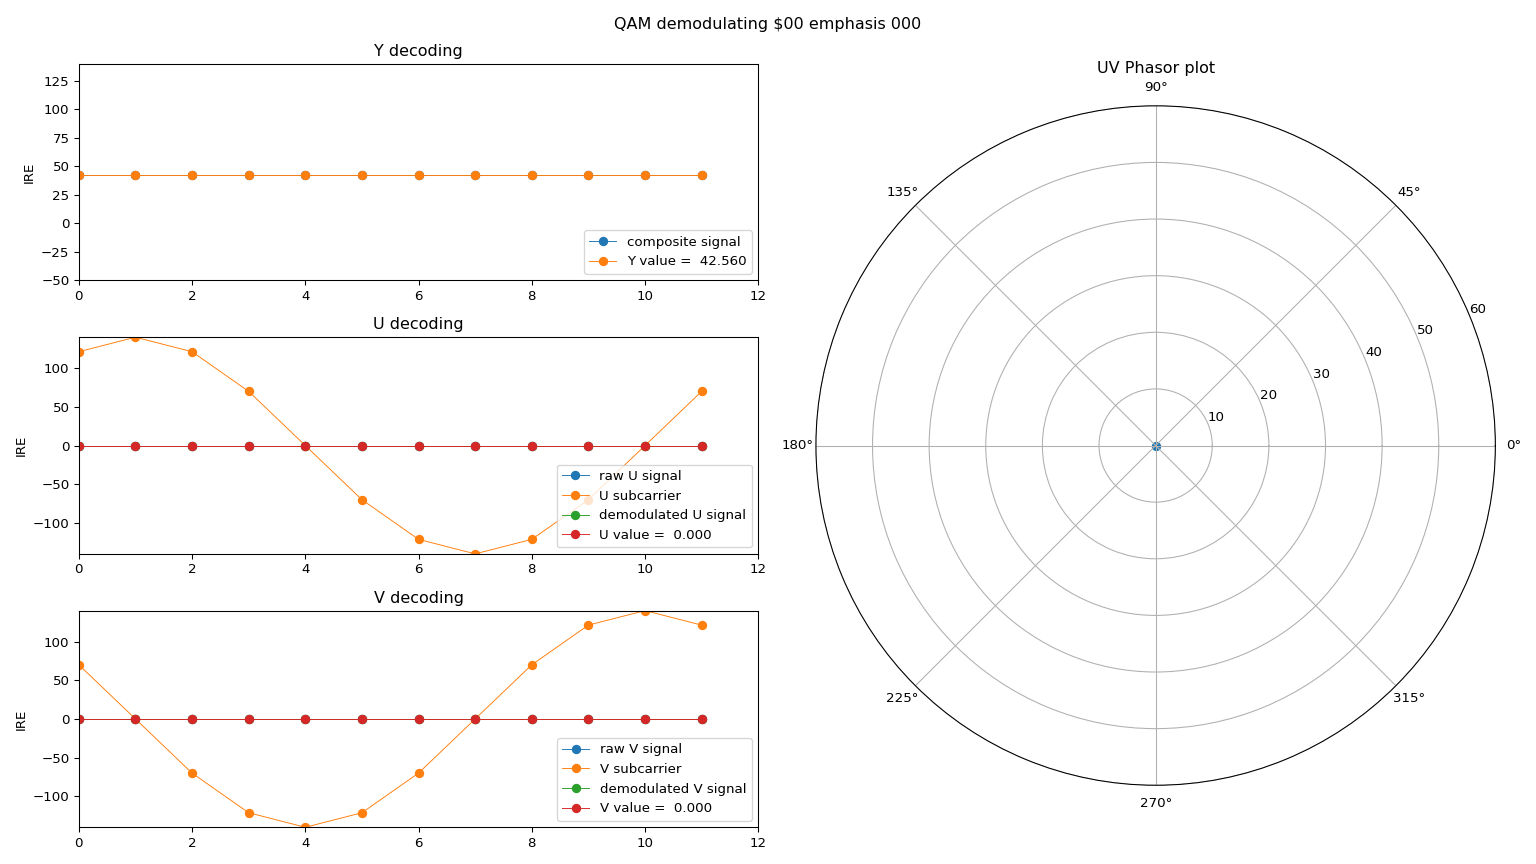 QAM demodulating $00 emphasis 000
Y decoding
125
100
75
50
25
0
−25
−50
IRE
composite signal
Y value =  42.560
0 2 4 6 8 10 12
U decoding
100
50
0
−50
−100
IRE
raw U signal
U subcarrier
demodulated U signal
U value =  0.000
0 2 4 6 8 10 12
V decoding
100
50
0
−50
−100
IRE
raw V signal
V subcarrier
demodulated V signal
V value =  0.000
0 2 4 6 8 10 12
UV Phasor plot
90°
135° 45°
60
50
40
30
20
10
180° 0°
225° 315°
270°